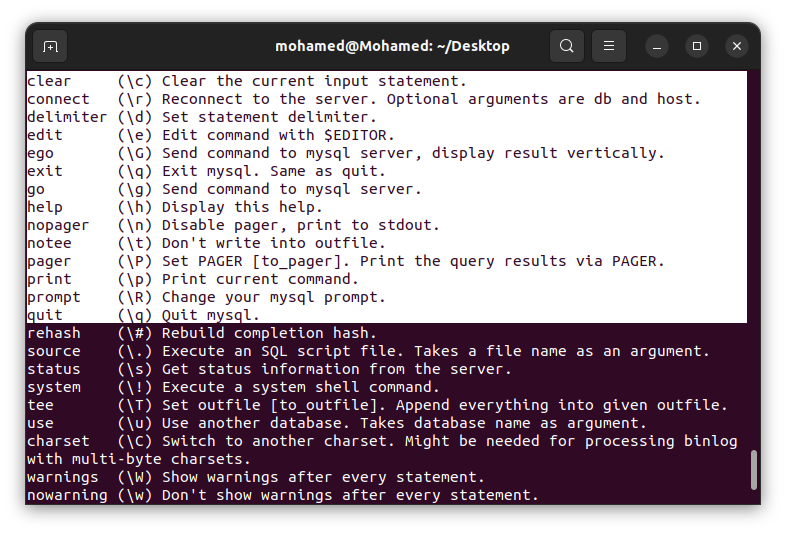 mohamed@Mohamed: ~/Desktop
clear     (\c) Clear the current input statement.
connect   (\r) Reconnect to the server. Optional arguments are db and host.
delimiter (\d) Set statement delimiter.
edit      (\e) Edit command with $EDITOR.
ego       (\G) Send command to mysql server, display result vertically.
exit      (\q) Exit mysql. Same as quit.
go        (\g) Send command to mysql server.
help      (\h) Display this help.
nopager   (\n) Disable pager, print to stdout.
notee     (\t) Don't write into outfile.
pager     (\P) Set PAGER [to_pager]. Print the query results via PAGER.
print     (\p) Print current command.
prompt    (\R) Change your mysql prompt.
quit      (\q) Quit mysql.
rehash    (\#) Rebuild completion hash.
source    (\.) Execute an SQL script file. Takes a file name as an argument.
status    (\s) Get status information from the server.
system    (\!) Execute a system shell command.
tee       (\T) Set outfile [to_outfile]. Append everything into given outfile.
use       (\u) Use another database. Takes database name as argument.
charset   (\C) Switch to another charset. Might be needed for processing binlog
with multi-byte charsets.
warnings  (\W) Show warnings after every statement.
nowarning (\w) Don't show warnings after every statement.